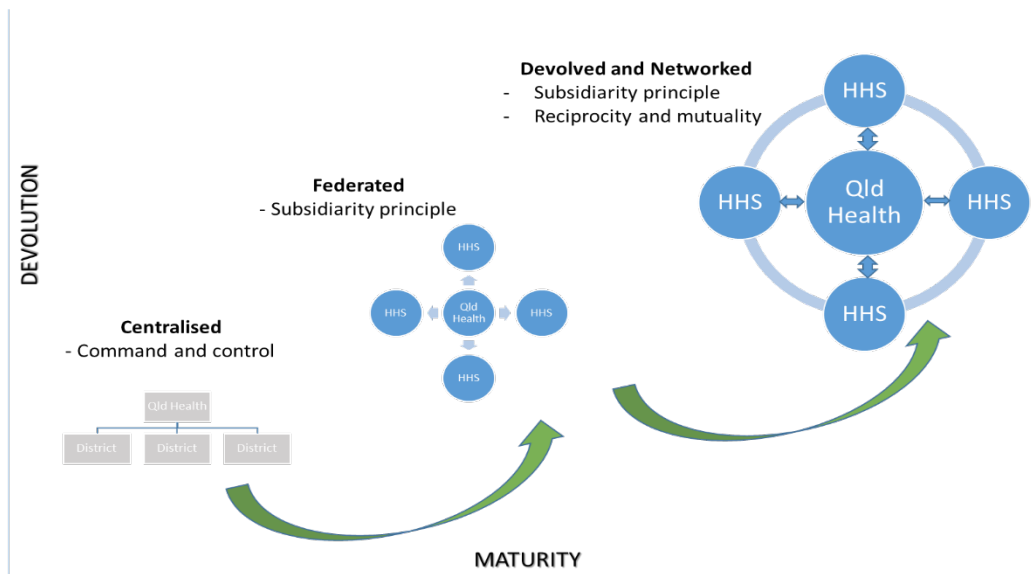 DEVOLUTION
Devolved and Networked
- Subsidiarity principle
- Reciprocity and mutuality
HHS
HHS
Qld
Health
HHS
HHS
Federated
- Subsidiarity principle
HHS
HHS
Qld
Health
HHS
HHS
Centralised
- Command and control
Qld Health
District
District
District
MATURITY